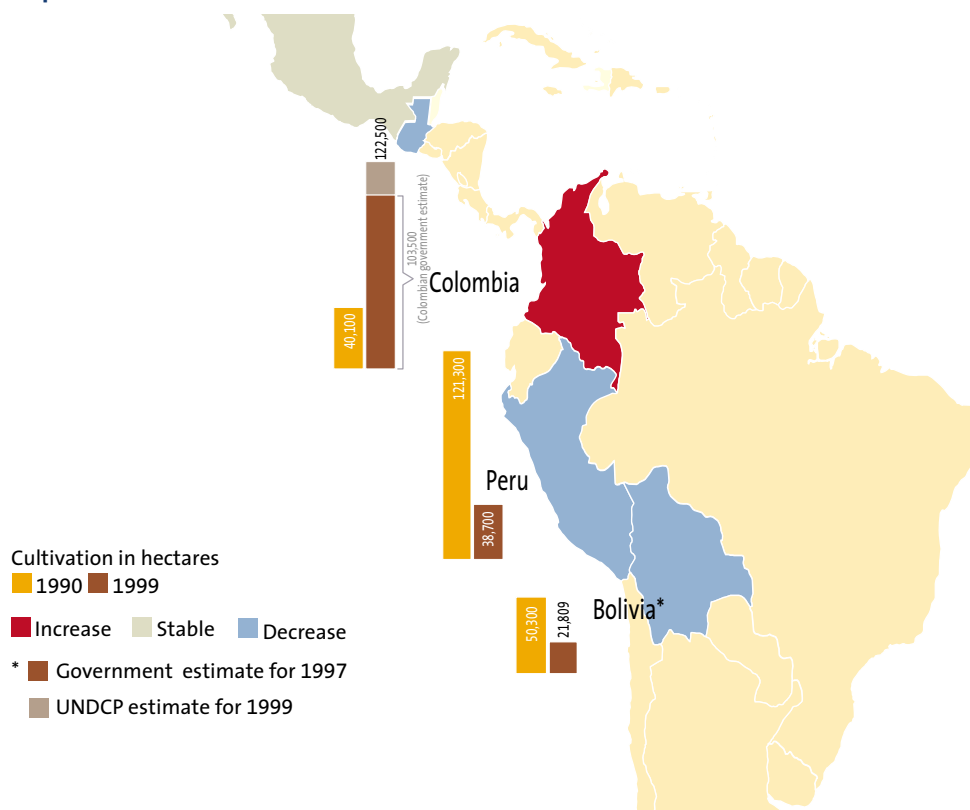 122,500
103,500
(Colombian government estimate)
40,100
Colombia
121,300
38,700
Peru
50,300
21,809
Bolivia*
Cultivation in hectares
1990 1999
Increase Stable Decrease
* Government estimate for 1997
UNDCP estimate for 1999